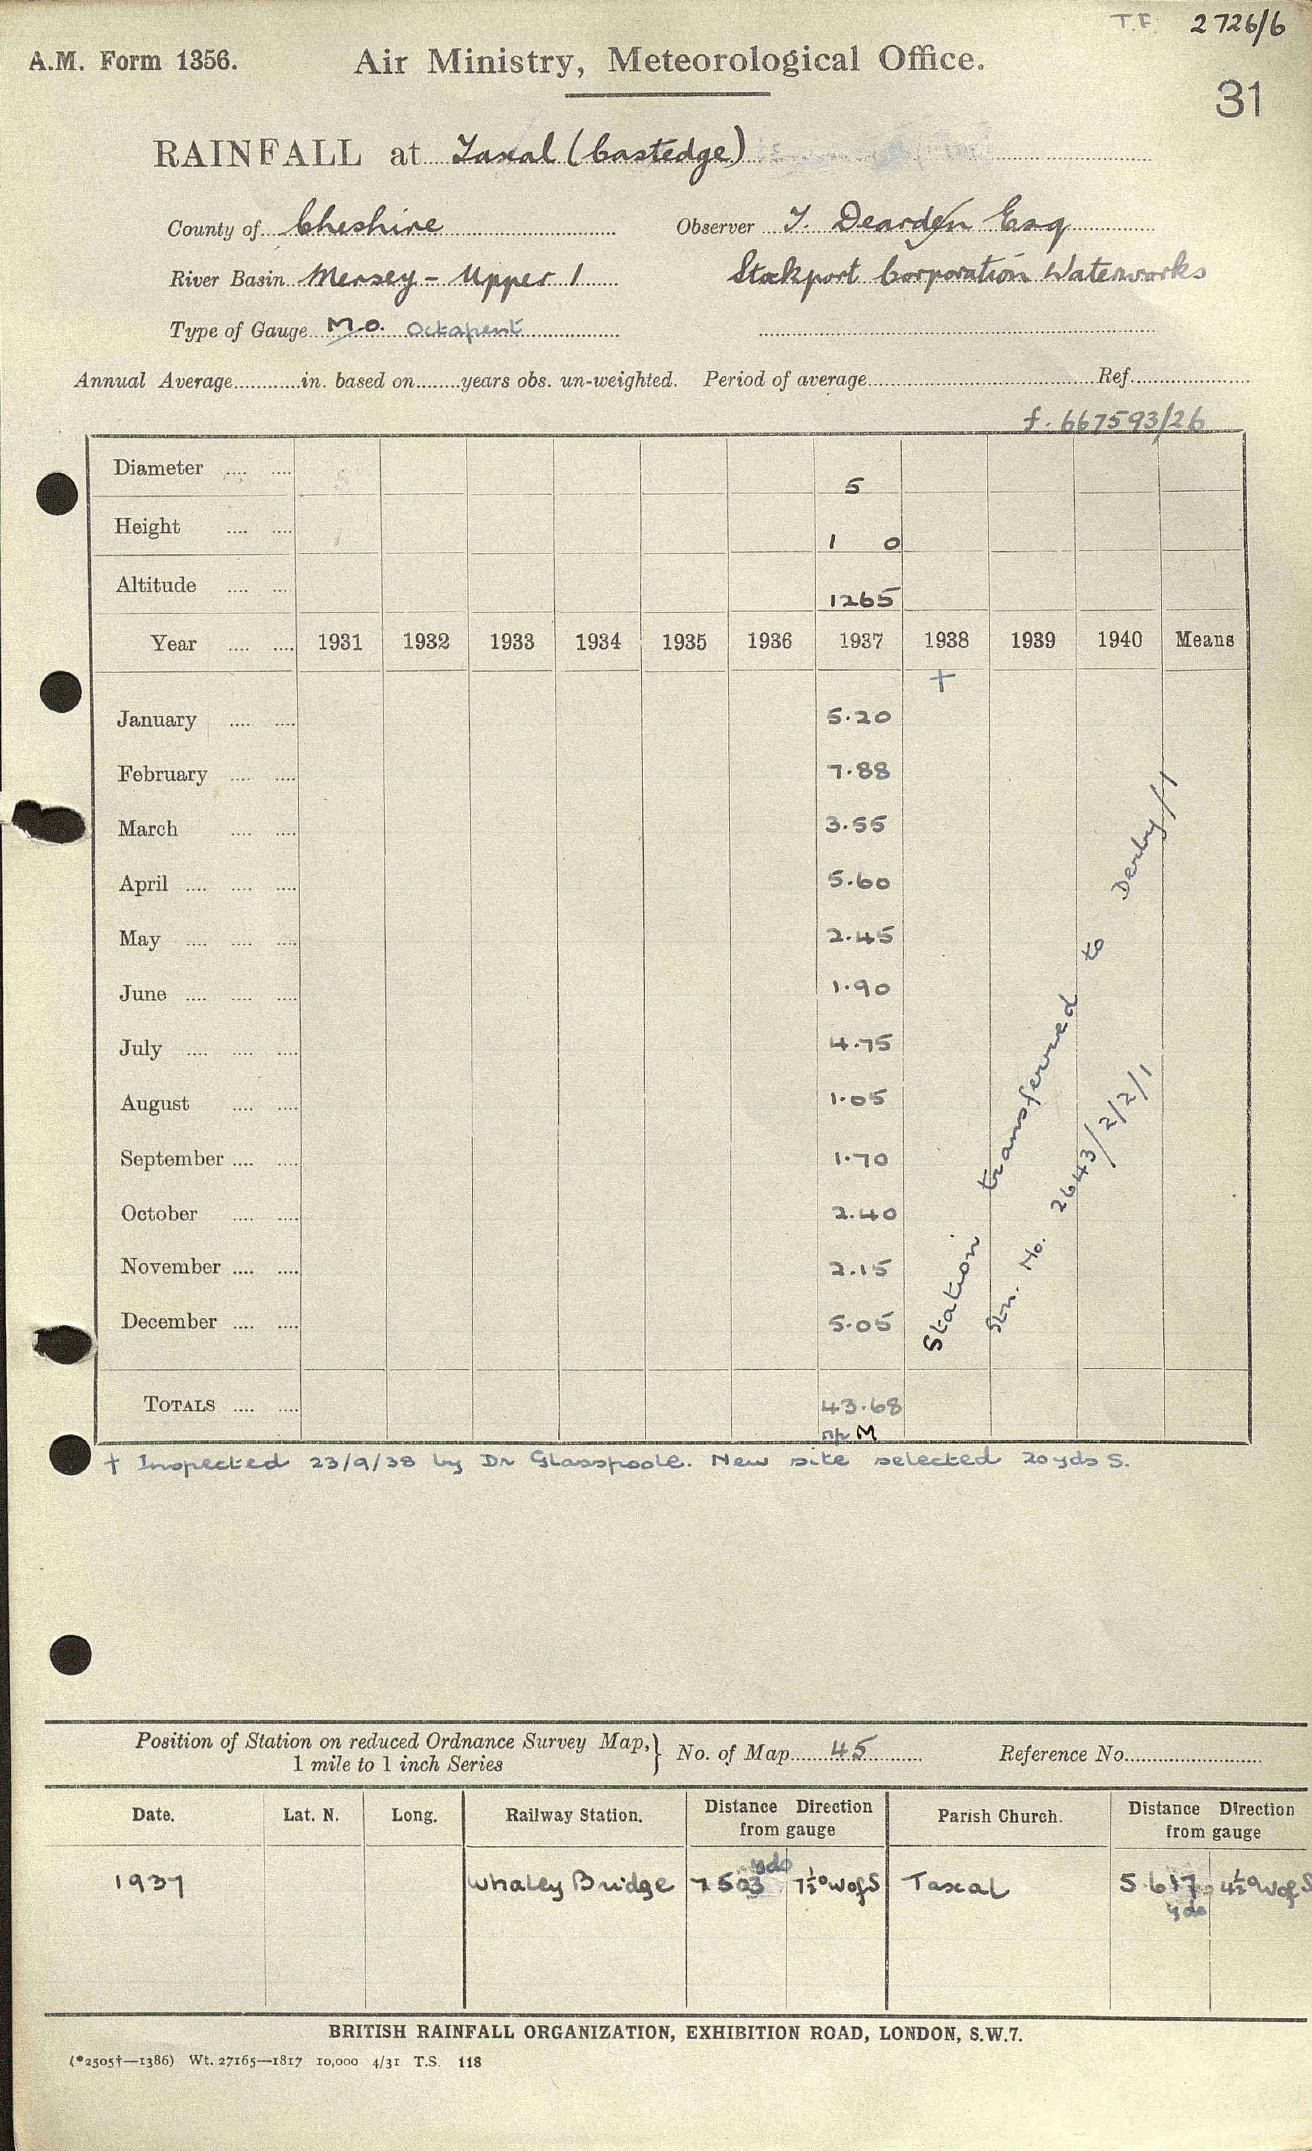 T.F. 2726/6
A.M. Form 1356. Air Ministry, Meteorological Office.
31
RAINFALL at Taxal (Castedge)
County of Cheshire Observer T. Dearden Esq
River Basin Mersey - Upper 1 Stockport Corporation Waterworks
Type of Gauge M.O. Octapent
Annual Average............in. based on........years obs. un-weighted. Period of average............Ref............
f. 667593/26
Diameter .... .... 5
Height .... .... 1 0
Altitude .... .... 1265
Year .... .... 1931 1932 1933 1934 1935 1936 1937 1938 1939 1940 Means
+
January .... .... 5.20
February .... .... 7.88
March .... .... 3.55
April .... .... .... 5.60
May .... .... .... 2.45
June .... .... .... 1.90
July .... .... .... 4.75
August .... .... 1.05
September .... .... 1.70
October .... .... 2.40
November .... .... 2.15
December .... .... 5.05
Station transferred to Derby/1
Stn. No. 2643/2/2/1
TOTALS .... .... 43.68
M
† Inspected 23/9/38 by Dr Glasspoole. New site selected 20yds S.
Position of Station on reduced Ordnance Survey Map,} No. of Map 45 Reference No.
1 mile to 1 inch Series
Date. Lat. N. Long. Railway Station. Distance Direction from gauge Parish Church. Distance Direction from gauge
1937 Whaley Bridge 7503 yds 7½° W of S Taxal 5617 yds 4½° W of S
BRITISH RAINFALL ORGANIZATION, EXHIBITION ROAD, LONDON, S.W.7.
(*2505†—1386) Wt. 27165—1817 10,000 4/31 T.S. 118